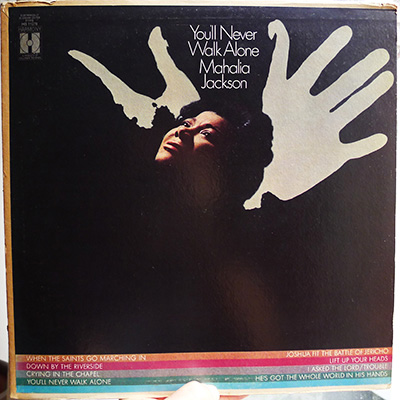 You'll Never
Walk Alone
Mahalia
Jackson
WHEN THE SAINTS GO MARCHING IN
DOWN BY THE RIVERSIDE
CRYING IN THE CHAPEL
YOU'LL NEVER WALK ALONE
JOSHUA FIT THE BATTLE OF JERICHO
LIFT UP YOUR HEADS
I ASKED THE LORD/TROUBLE
HE'S GOT THE WHOLE WORLD IN HIS HANDS